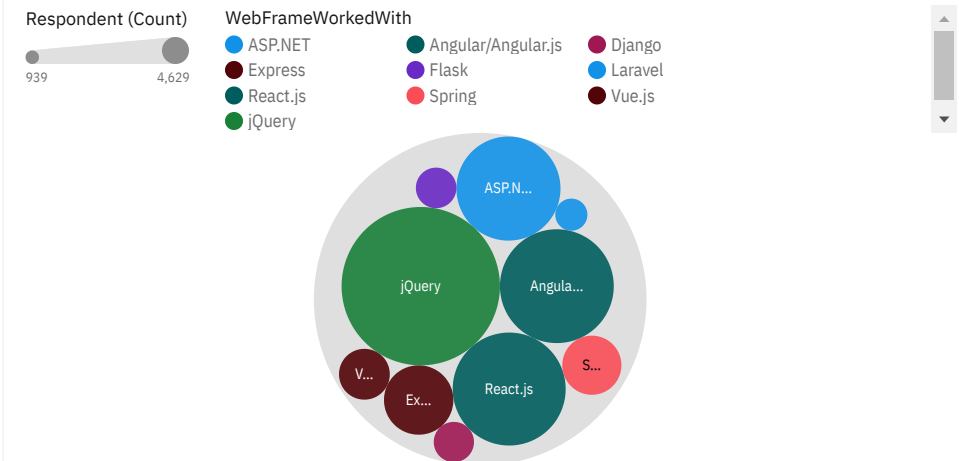 Respondent (Count)
939 4,629
WebFrameWorkedWith
ASP.NET Angular/Angular.js Django
Express Flask Laravel
React.js Spring Vue.js
jQuery
ASP.N...
jQuery
Angula...
S...
V...
React.js
Ex...